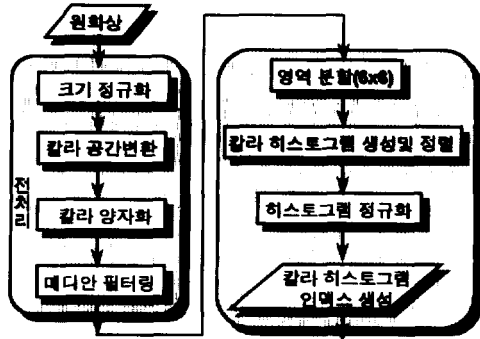 원화상
크기 정규화
칼라 공간변환
칼라 양자화
메디안 필터링
전처리
영역 분할(6x6)
칼라 히스토그램 생성및 정렬
히스토그램 정규화
칼라 히스토그램
인덱스 생성